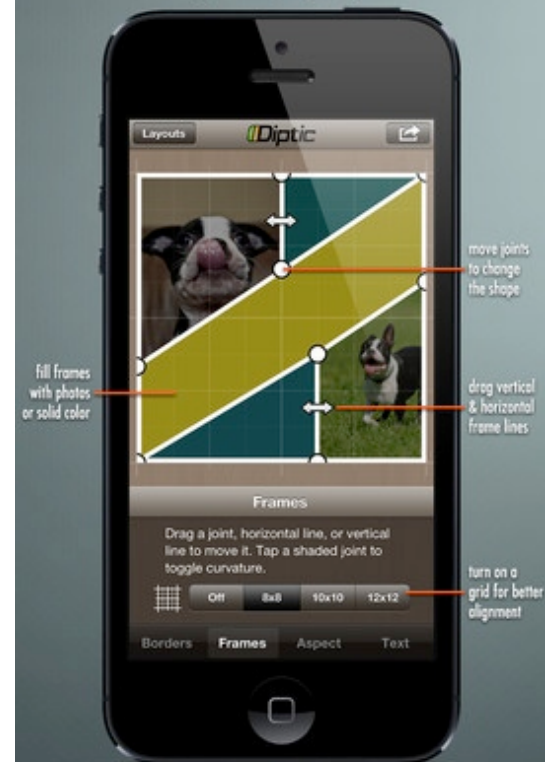 Layouts
Diptic
move joints
to change
the shape
fill frames
with photos
or solid color
drag vertical
& horizontal
frame lines
Frames
Drag a joint, horizontal line, or vertical
line to move it. Tap a shaded joint to
toggle curvature.
turn on a
grid for better
alignment
Off 8x8 10x10 12x12
Borders Frames Aspect Text